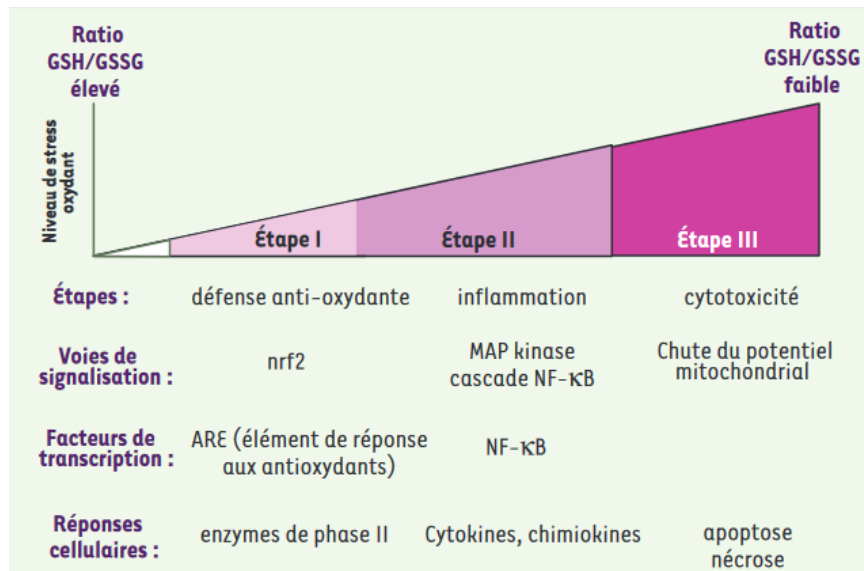 Ratio
GSH/GSSG
élevé
Ratio
GSH/GSSG
faible
Niveau de stress
oxydant
Étape I
Étape II
Étape III
Étapes :
défense anti-oxydante
inflammation
cytotoxicité
Voies de
signalisation :
nrf2
MAP kinase
cascade NF-κB
Chute du potentiel
mitochondrial
Facteurs de
transcription :
ARE (élément de réponse
aux antioxydants)
NF-κB
Réponses
cellulaires :
enzymes de phase II
Cytokines, chimiokines
apoptose
nécrose